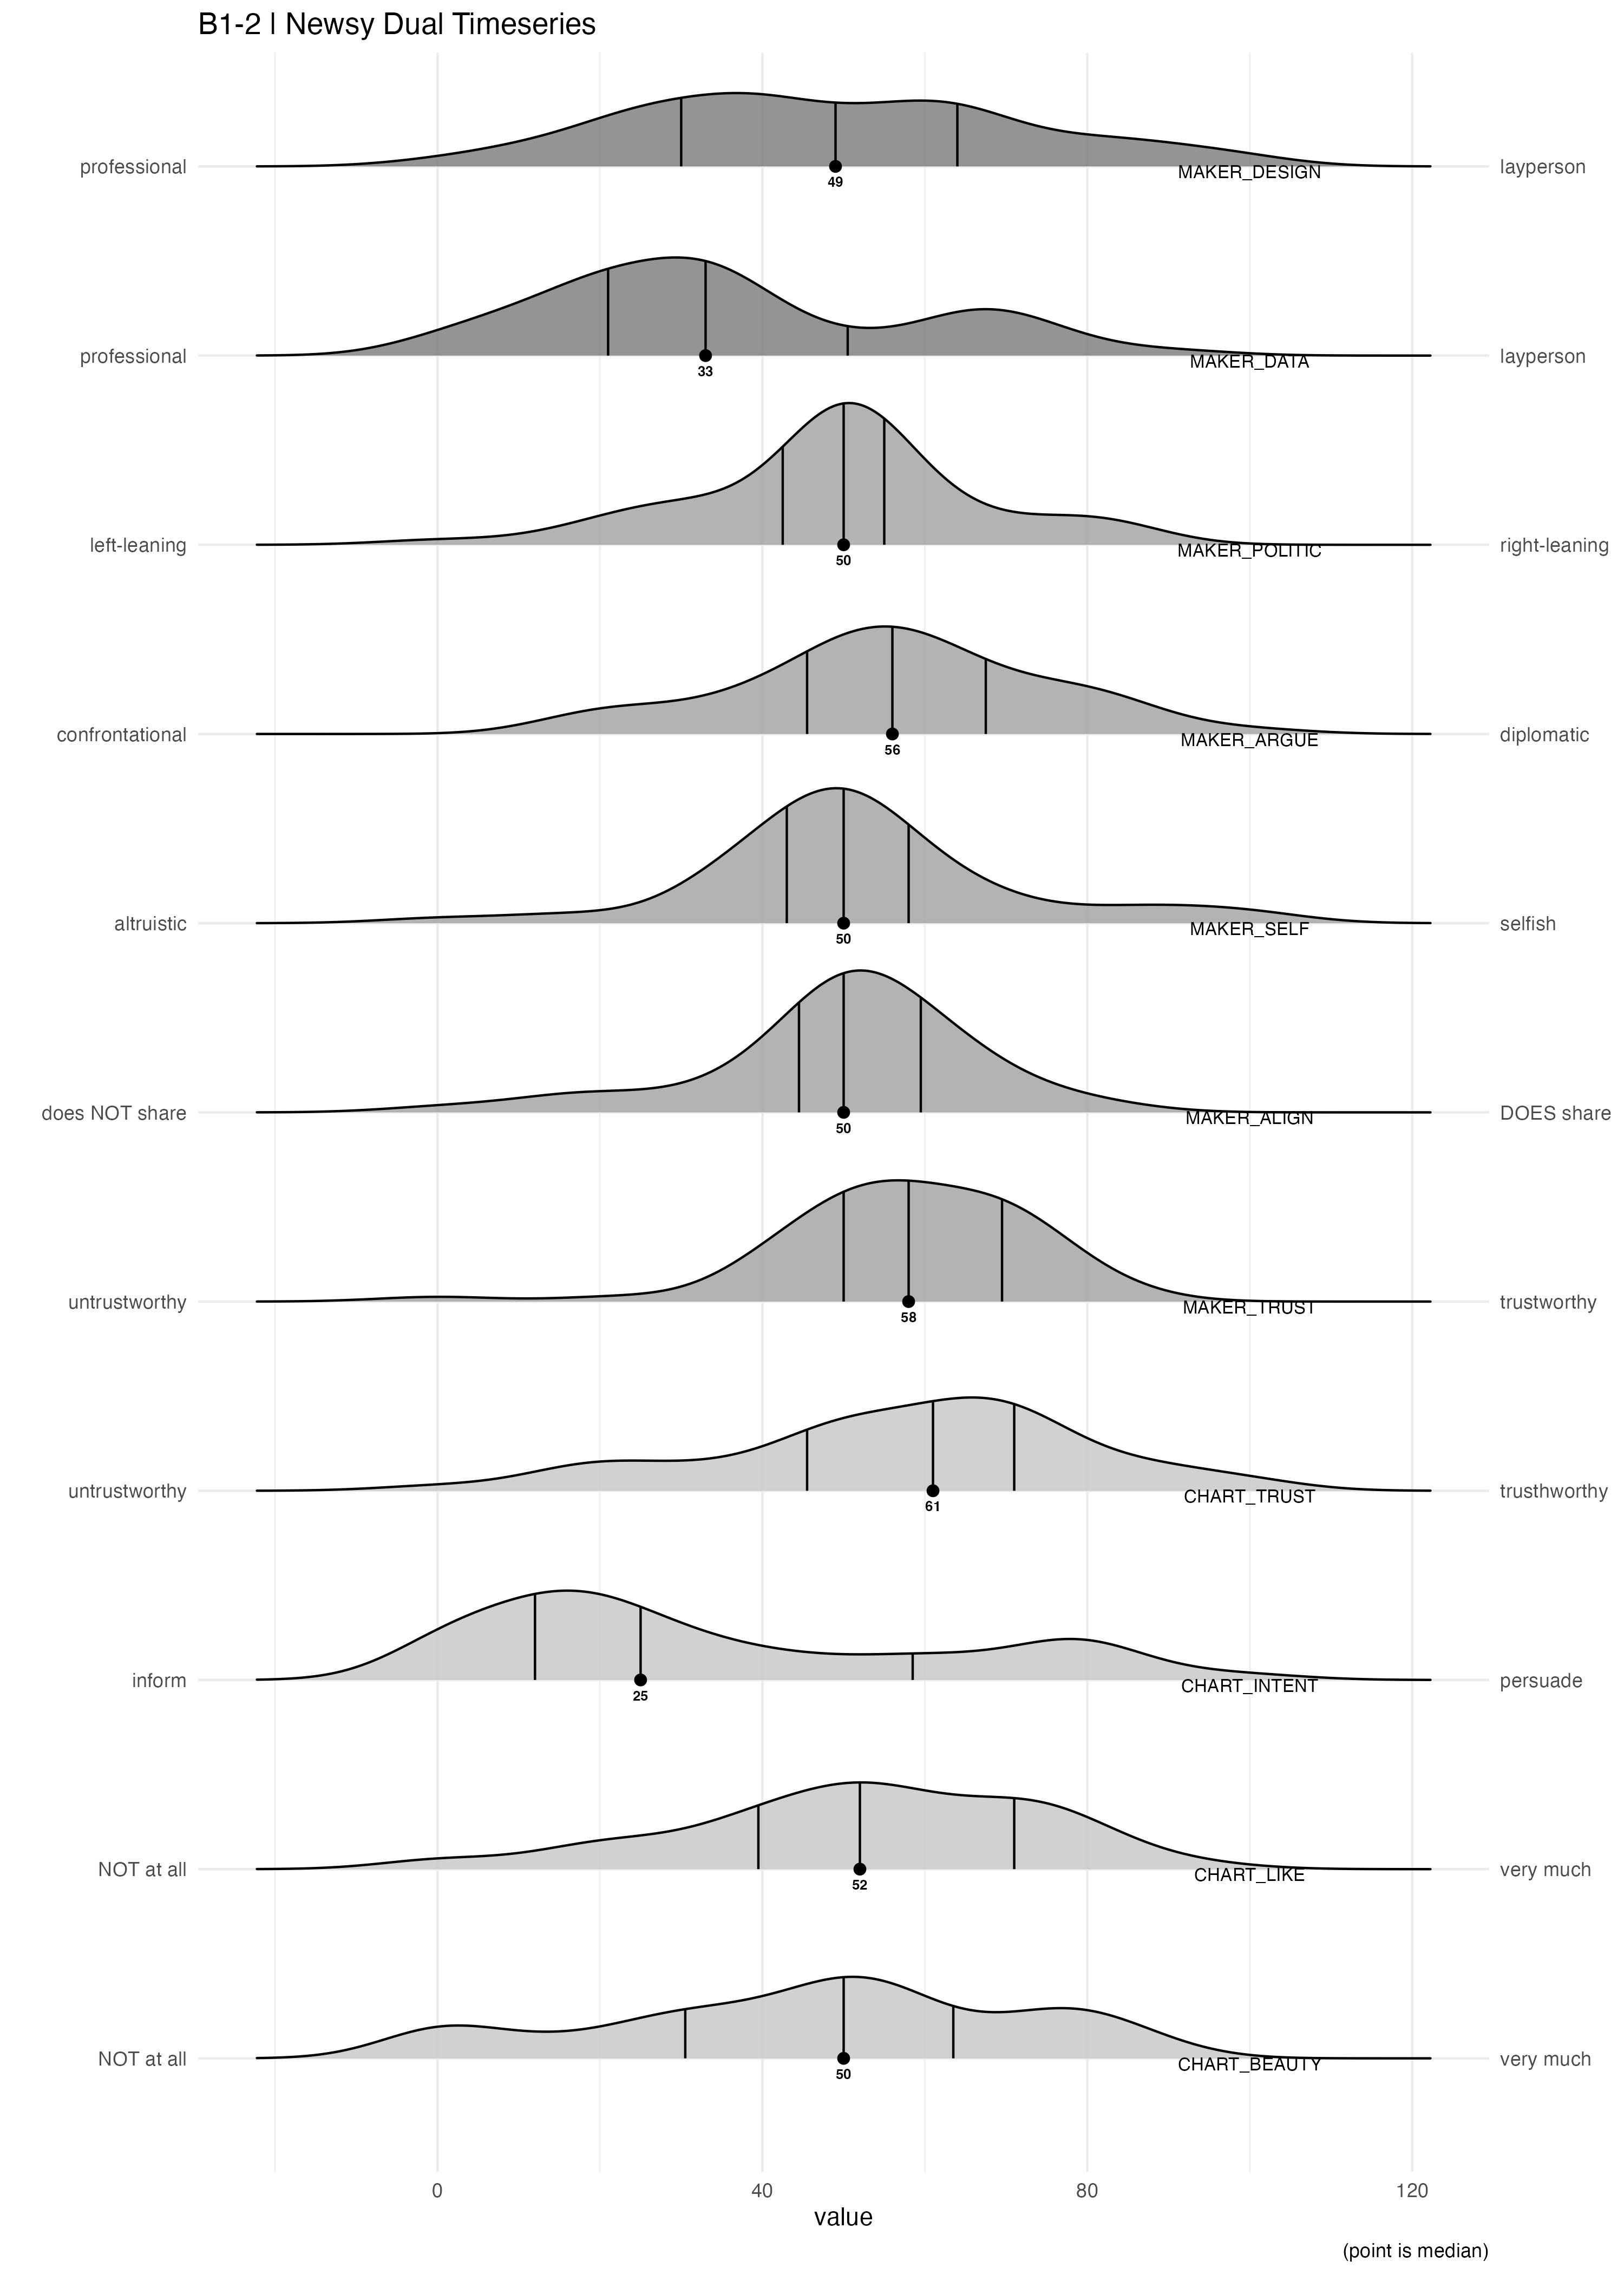 B1-2 | Newsy Dual Timeseries
professional MAKER_DESIGN layperson
49
professional MAKER_DATA layperson
33
left-leaning MAKER_POLITIC right-leaning
50
confrontational MAKER_ARGUE diplomatic
56
altruistic MAKER_SELF selfish
50
does NOT share MAKER_ALIGN DOES share
50
untrustworthy MAKER_TRUST trustworthy
58
untrustworthy CHART_TRUST trusthworthy
61
inform CHART_INTENT persuade
25
NOT at all CHART_LIKE very much
52
NOT at all CHART_BEAUTY very much
50
0 40 80 120
value
(point is median)